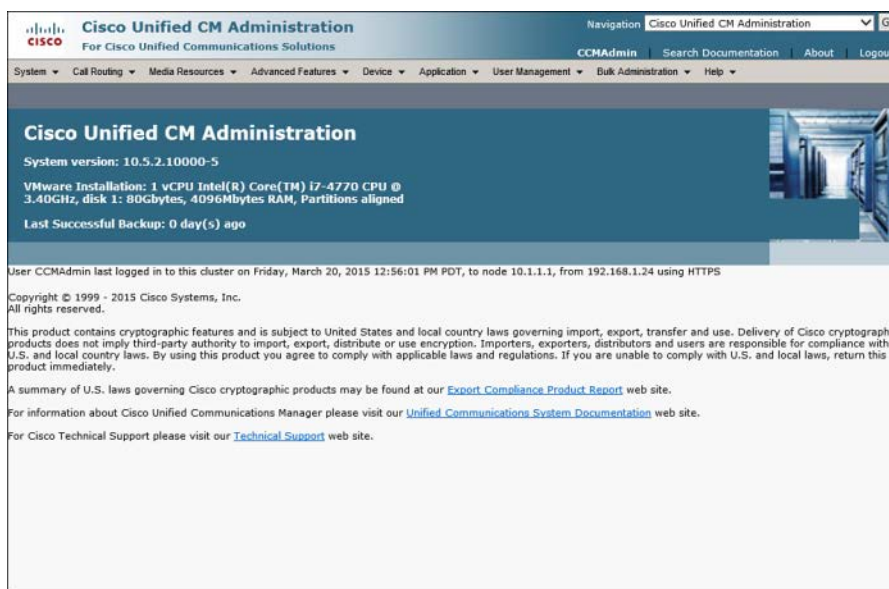 Cisco Unified CM Administration
For Cisco Unified Communications Solutions
CISCO
Navigation Cisco Unified CM Administration
CCMAdmin | Search Documentation | About | Logou
System Call Routing Media Resources Advanced Features Device Application User Management Bulk Administration Help
Cisco Unified CM Administration
System version: 10.5.2.10000-5
VMware Installation: 1 vCPU Intel(R) Core(TM) i7-4770 CPU @
3.40GHz, disk 1: 80Gbytes, 4096Mbytes RAM, Partitions aligned
Last Successful Backup: 0 day(s) ago
User CCMAdmin last logged in to this cluster on Friday, March 20, 2015 12:56:01 PM PDT, to node 10.1.1.1, from 192.168.1.24 using HTTPS
Copyright © 1999 - 2015 Cisco Systems, Inc.
All rights reserved.
This product contains cryptographic features and is subject to United States and local country laws governing import, export, transfer and use. Delivery of Cisco cryptograph
products does not imply third-party authority to import, export, distribute or use encryption. Importers, exporters, distributors and users are responsible for compliance with
U.S. and local country laws. By using this product you agree to comply with applicable laws and regulations. If you are unable to comply with U.S. and local laws, return this
product immediately.
A summary of U.S. laws governing Cisco cryptographic products may be found at our Export Compliance Product Report web site.
For information about Cisco Unified Communications Manager please visit our Unified Communications System Documentation web site.
For Cisco Technical Support please visit our Technical Support web site.